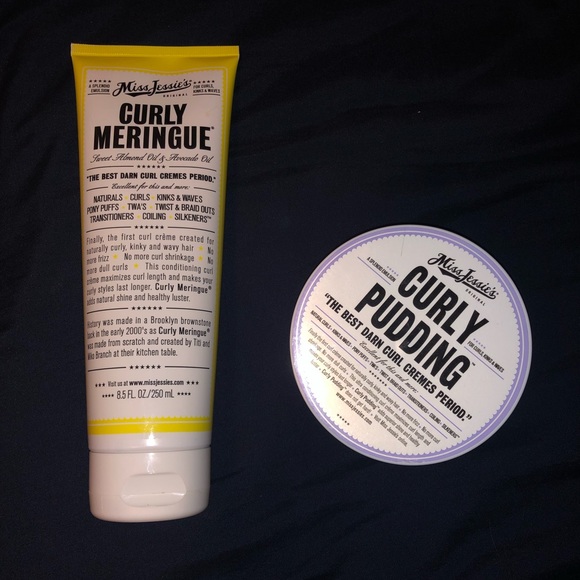 A SPLENDID EMULSION
Miss Jessie's
ORIGINAL
FOR CURLS, KINKS & WAVES
CURLY
MERINGUE
Sweet Almond Oil & Avocado Oil
"THE BEST DARN CURL CREMES PERIOD."
Excellent for this and more:
NATURALS CURLS KINKS & WAVES
PONY PUFFS TWA'S TWIST & BRAID OUTS
TRANSITIONERS COILING SILKENERS™
Finally, the first curl crème created for
naturally curly, kinky and wavy hair No
more frizz No more curl shrinkage No
more dull curls This conditioning curl
crème maximizes curl length and makes your
curly styles last longer. Curly Meringue®
adds natural shine and healthy luster.
History was made in a Brooklyn brownstone
back in the early 2000's as Curly Meringue®
was made from scratch and created by Titi and
Miko Branch at their kitchen table.
Visit us at www.missjessies.com
8.5 FL. OZ/250 mL
A SPLENDID EMULSION
Miss Jessie's
ORIGINAL
FOR CURLS, KINKS & WAVES
CURLY
PUDDING™
"THE BEST DARN CURL CREMES PERIOD."
Excellent for this and more: